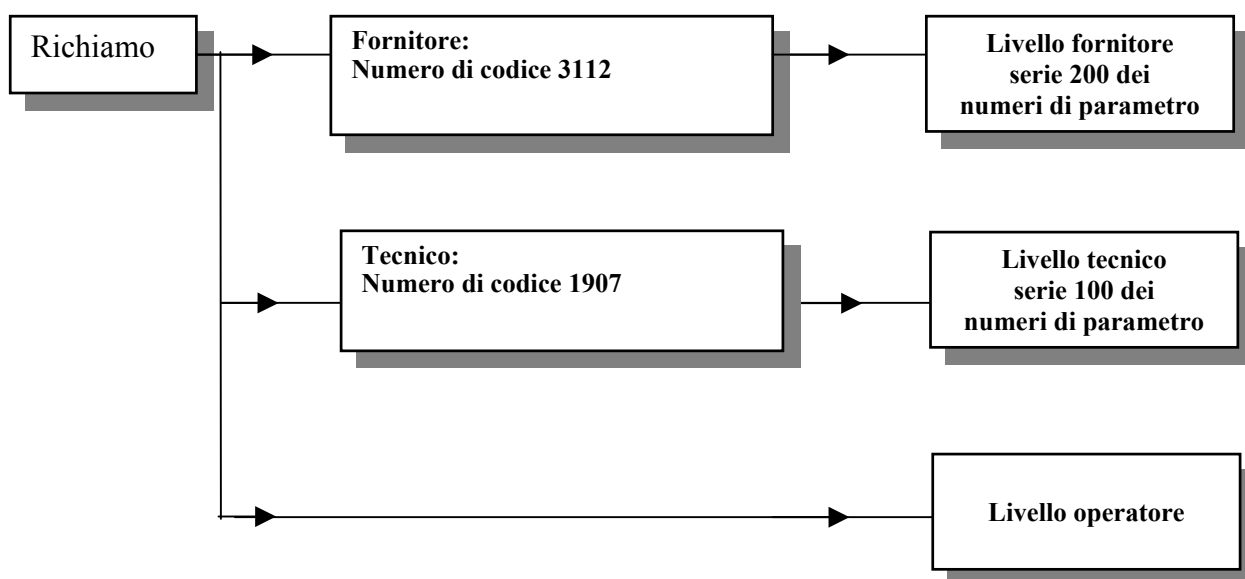 Richiamo
Fornitore:
Numero di codice 3112
Livello fornitore
serie 200 dei
numeri di parametro
Tecnico:
Numero di codice 1907
Livello tecnico
serie 100 dei
numeri di parametro
Livello operatore